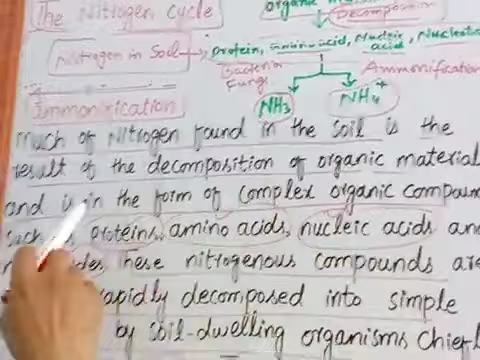 The Nitrogen Cycle
organic
Decomposition
Nitrogen in Soil → Protein, Amino acid, Nucleic acid, Nucleotid
Bacteria Fungi
Ammonification
NH3 NH4+
Ammonification
Much of Nitrogen found in the soil is the
result of the decomposition of organic material
and is in the form of complex organic compoun
such as proteins, amino acids, nucleic acids and
these nitrogenous compounds are
rapidly decomposed into simple
by soil-dwelling organisms chiefl